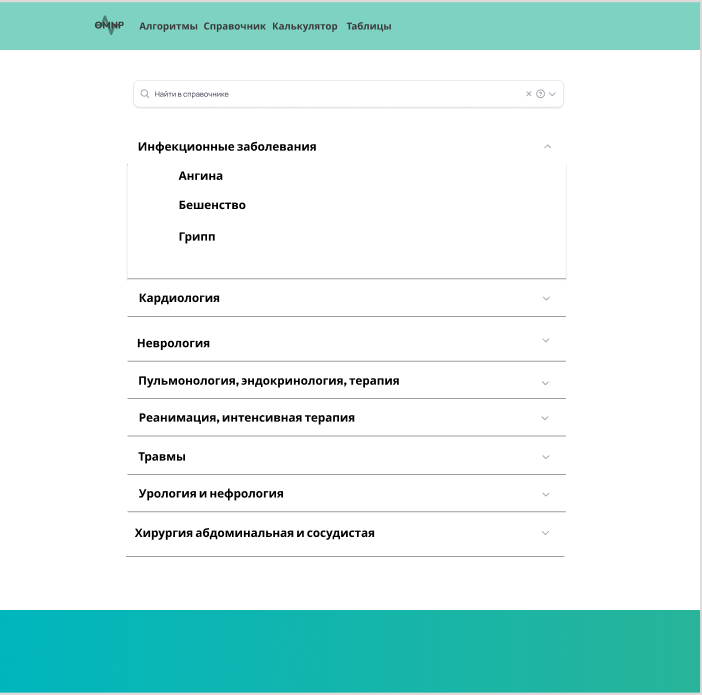 ӨМNP Алгоритмы Справочник Калькулятор Таблицы
Найти в справочнике
Инфекционные заболевания
Ангина
Бешенство
Грипп
Кардиология
Неврология
Пульмонология, эндокринология, терапия
Реанимация, интенсивная терапия
Травмы
Урология и нефрология
Хирургия абдоминальная и сосудистая